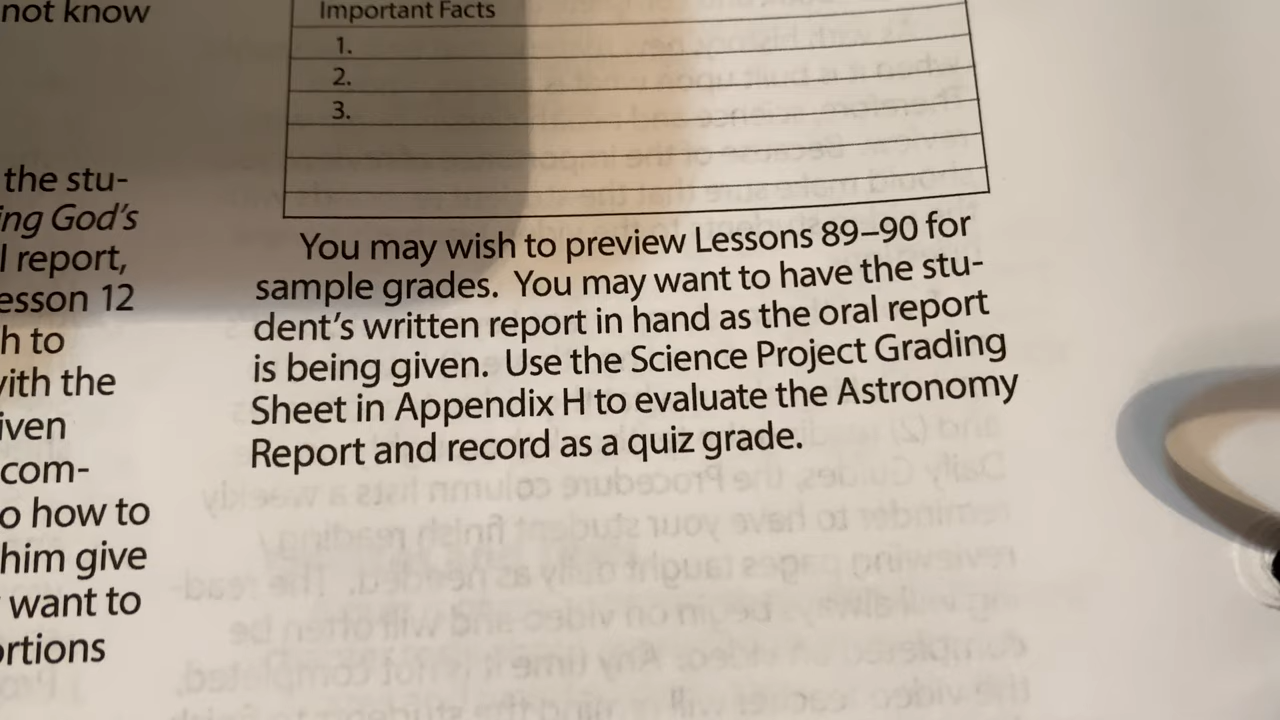 not know
the stu-
ing God's
l report,
esson 12
h to
with the
iven
com-
o how to
him give
want to
ortions
Important Facts
1.
2.
3.
You may wish to preview Lessons 89–90 for
sample grades. You may want to have the stu-
dent's written report in hand as the oral report
is being given. Use the Science Project Grading
Sheet in Appendix H to evaluate the Astronomy
Report and record as a quiz grade.